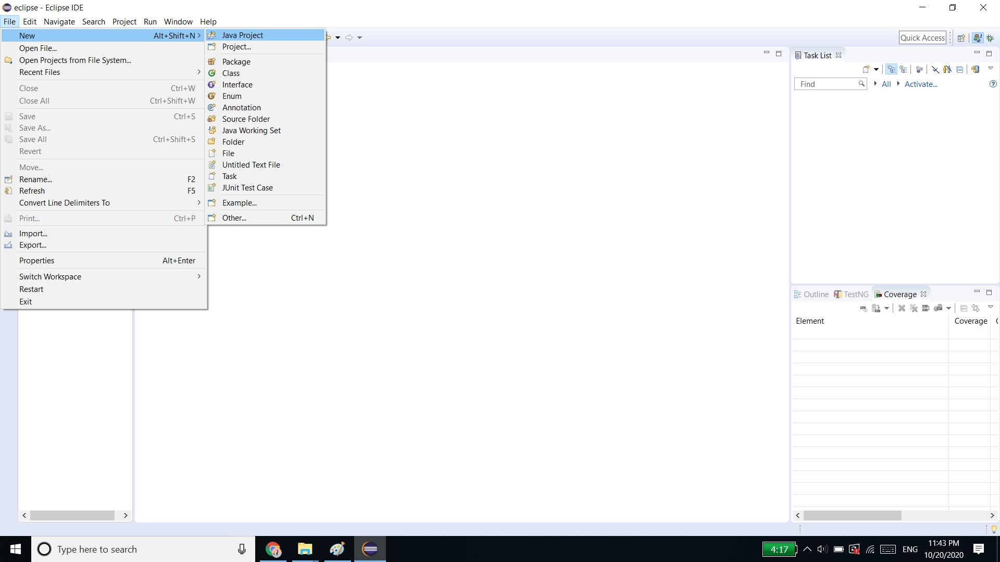 eclipse - Eclipse IDE
File Edit Navigate Search Project Run Window Help
New Alt+Shift+N
Open File...
Open Projects from File System...
Recent Files
Close Ctrl+W
Close All Ctrl+Shift+W
Save Ctrl+S
Save As...
Save All Ctrl+Shift+S
Revert
Move...
Rename... F2
Refresh F5
Convert Line Delimiters To
Print... Ctrl+P
Import...
Export...
Properties Alt+Enter
Switch Workspace
Restart
Exit
Java Project
Project...
Package
Class
Interface
Enum
Annotation
Source Folder
Java Working Set
Folder
File
Untitled Text File
Task
JUnit Test Case
Example...
Other... Ctrl+N
Quick Access
Task List
Find All Activate...
Outline TestNG Coverage
Element Coverage
Type here to search
4:17 ENG
11:43 PM
10/20/2020